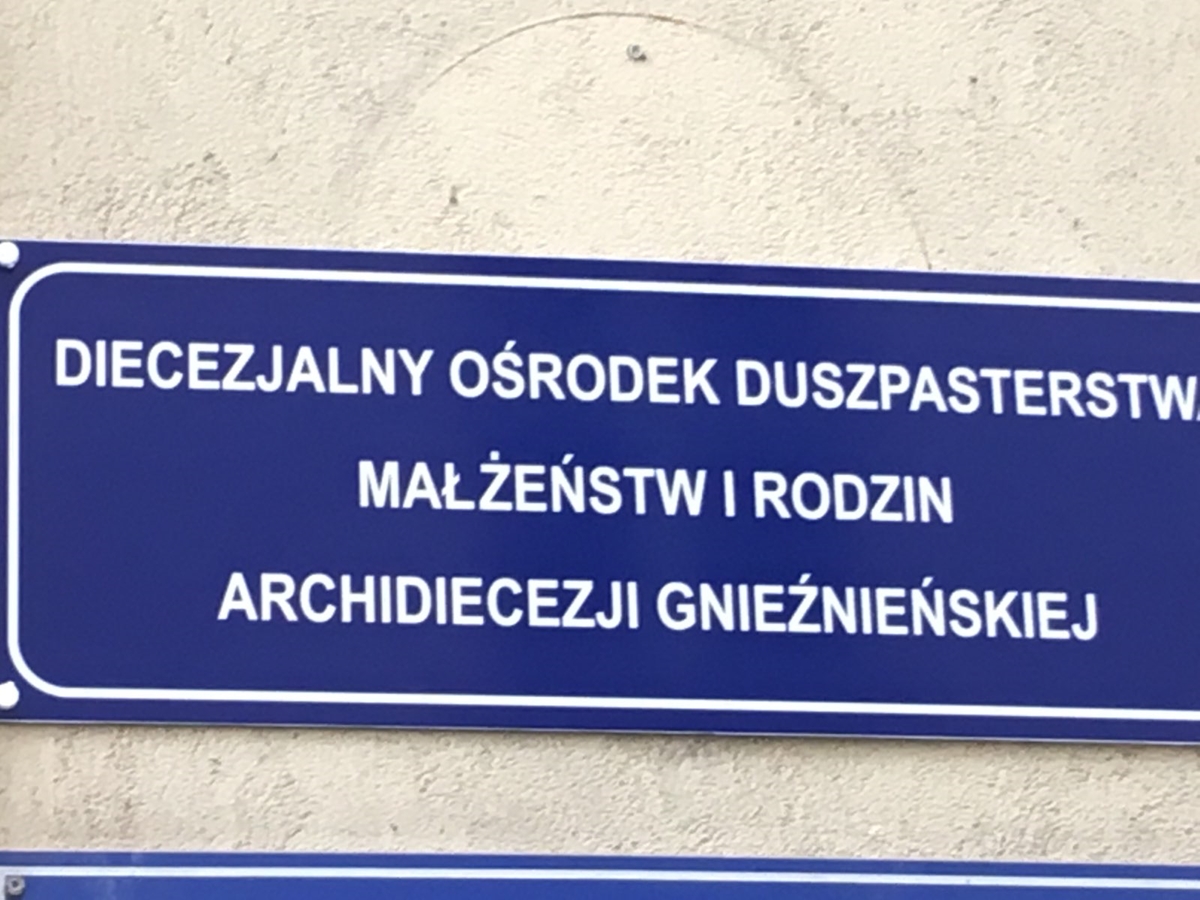 DIECEZJALNY OŚRODEK DUSZPASTERSTWA
MAŁŻEŃSTW I RODZIN
ARCHIDIECEZJI GNIEŹNIEŃSKIEJ